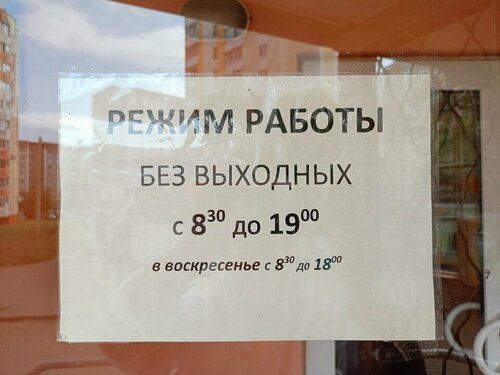 РЕЖИМ РАБОТЫ
БЕЗ ВЫХОДНЫХ
с 8³⁰ до 19⁰⁰
в воскресенье с 8³⁰ до 18⁰⁰